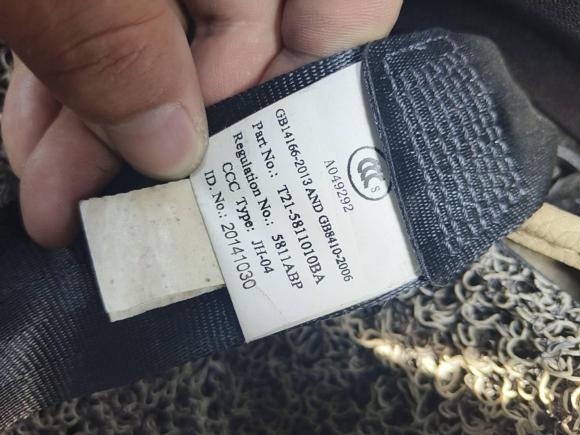 CCC S
A049292
GB14166-2013 AND GB8410-2006
Part No.: T21-5811010BA
Regulation No.: 5811ABP
CCC Type: JH-04
ID. No.: 20141030